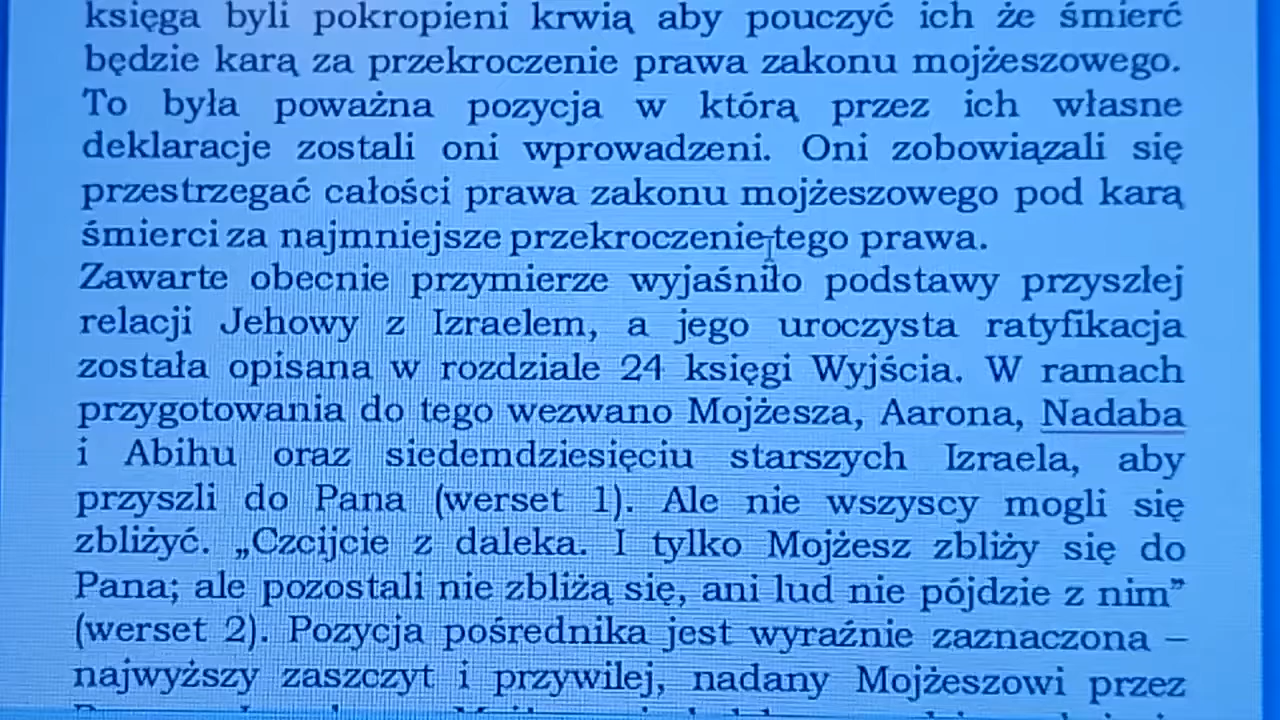 księga byli pokropieni krwią aby pouczyć ich że śmierć
będzie karą za przekroczenie prawa zakonu mojżeszowego.
To była poważna pozycja w którą przez ich własne
deklaracje zostali oni wprowadzeni. Oni zobowiązali się
przestrzegać całości prawa zakonu mojżeszowego pod karą
śmierci za najmniejsze przekroczenie tego prawa.
Zawarte obecnie przymierze wyjaśniło podstawy przyszłej
relacji Jehowy z Izraelem, a jego uroczysta ratyfikacja
została opisana w rozdziale 24 księgi Wyjścia. W ramach
przygotowania do tego wezwano Mojżesza, Aarona, Nadaba
i Abihu oraz siedemdziesięciu starszych Izraela, aby
przyszli do Pana (werset 1). Ale nie wszyscy mogli się
zbliżyć. „Czcijcie z daleka. I tylko Mojżesz zbliży się do
Pana; ale pozostali nie zbliżą się, ani lud nie pójdzie z nim”
(werset 2). Pozycja pośrednika jest wyraźnie zaznaczona –
najwyższy zaszczyt i przywilej, nadany Mojżeszowi przez